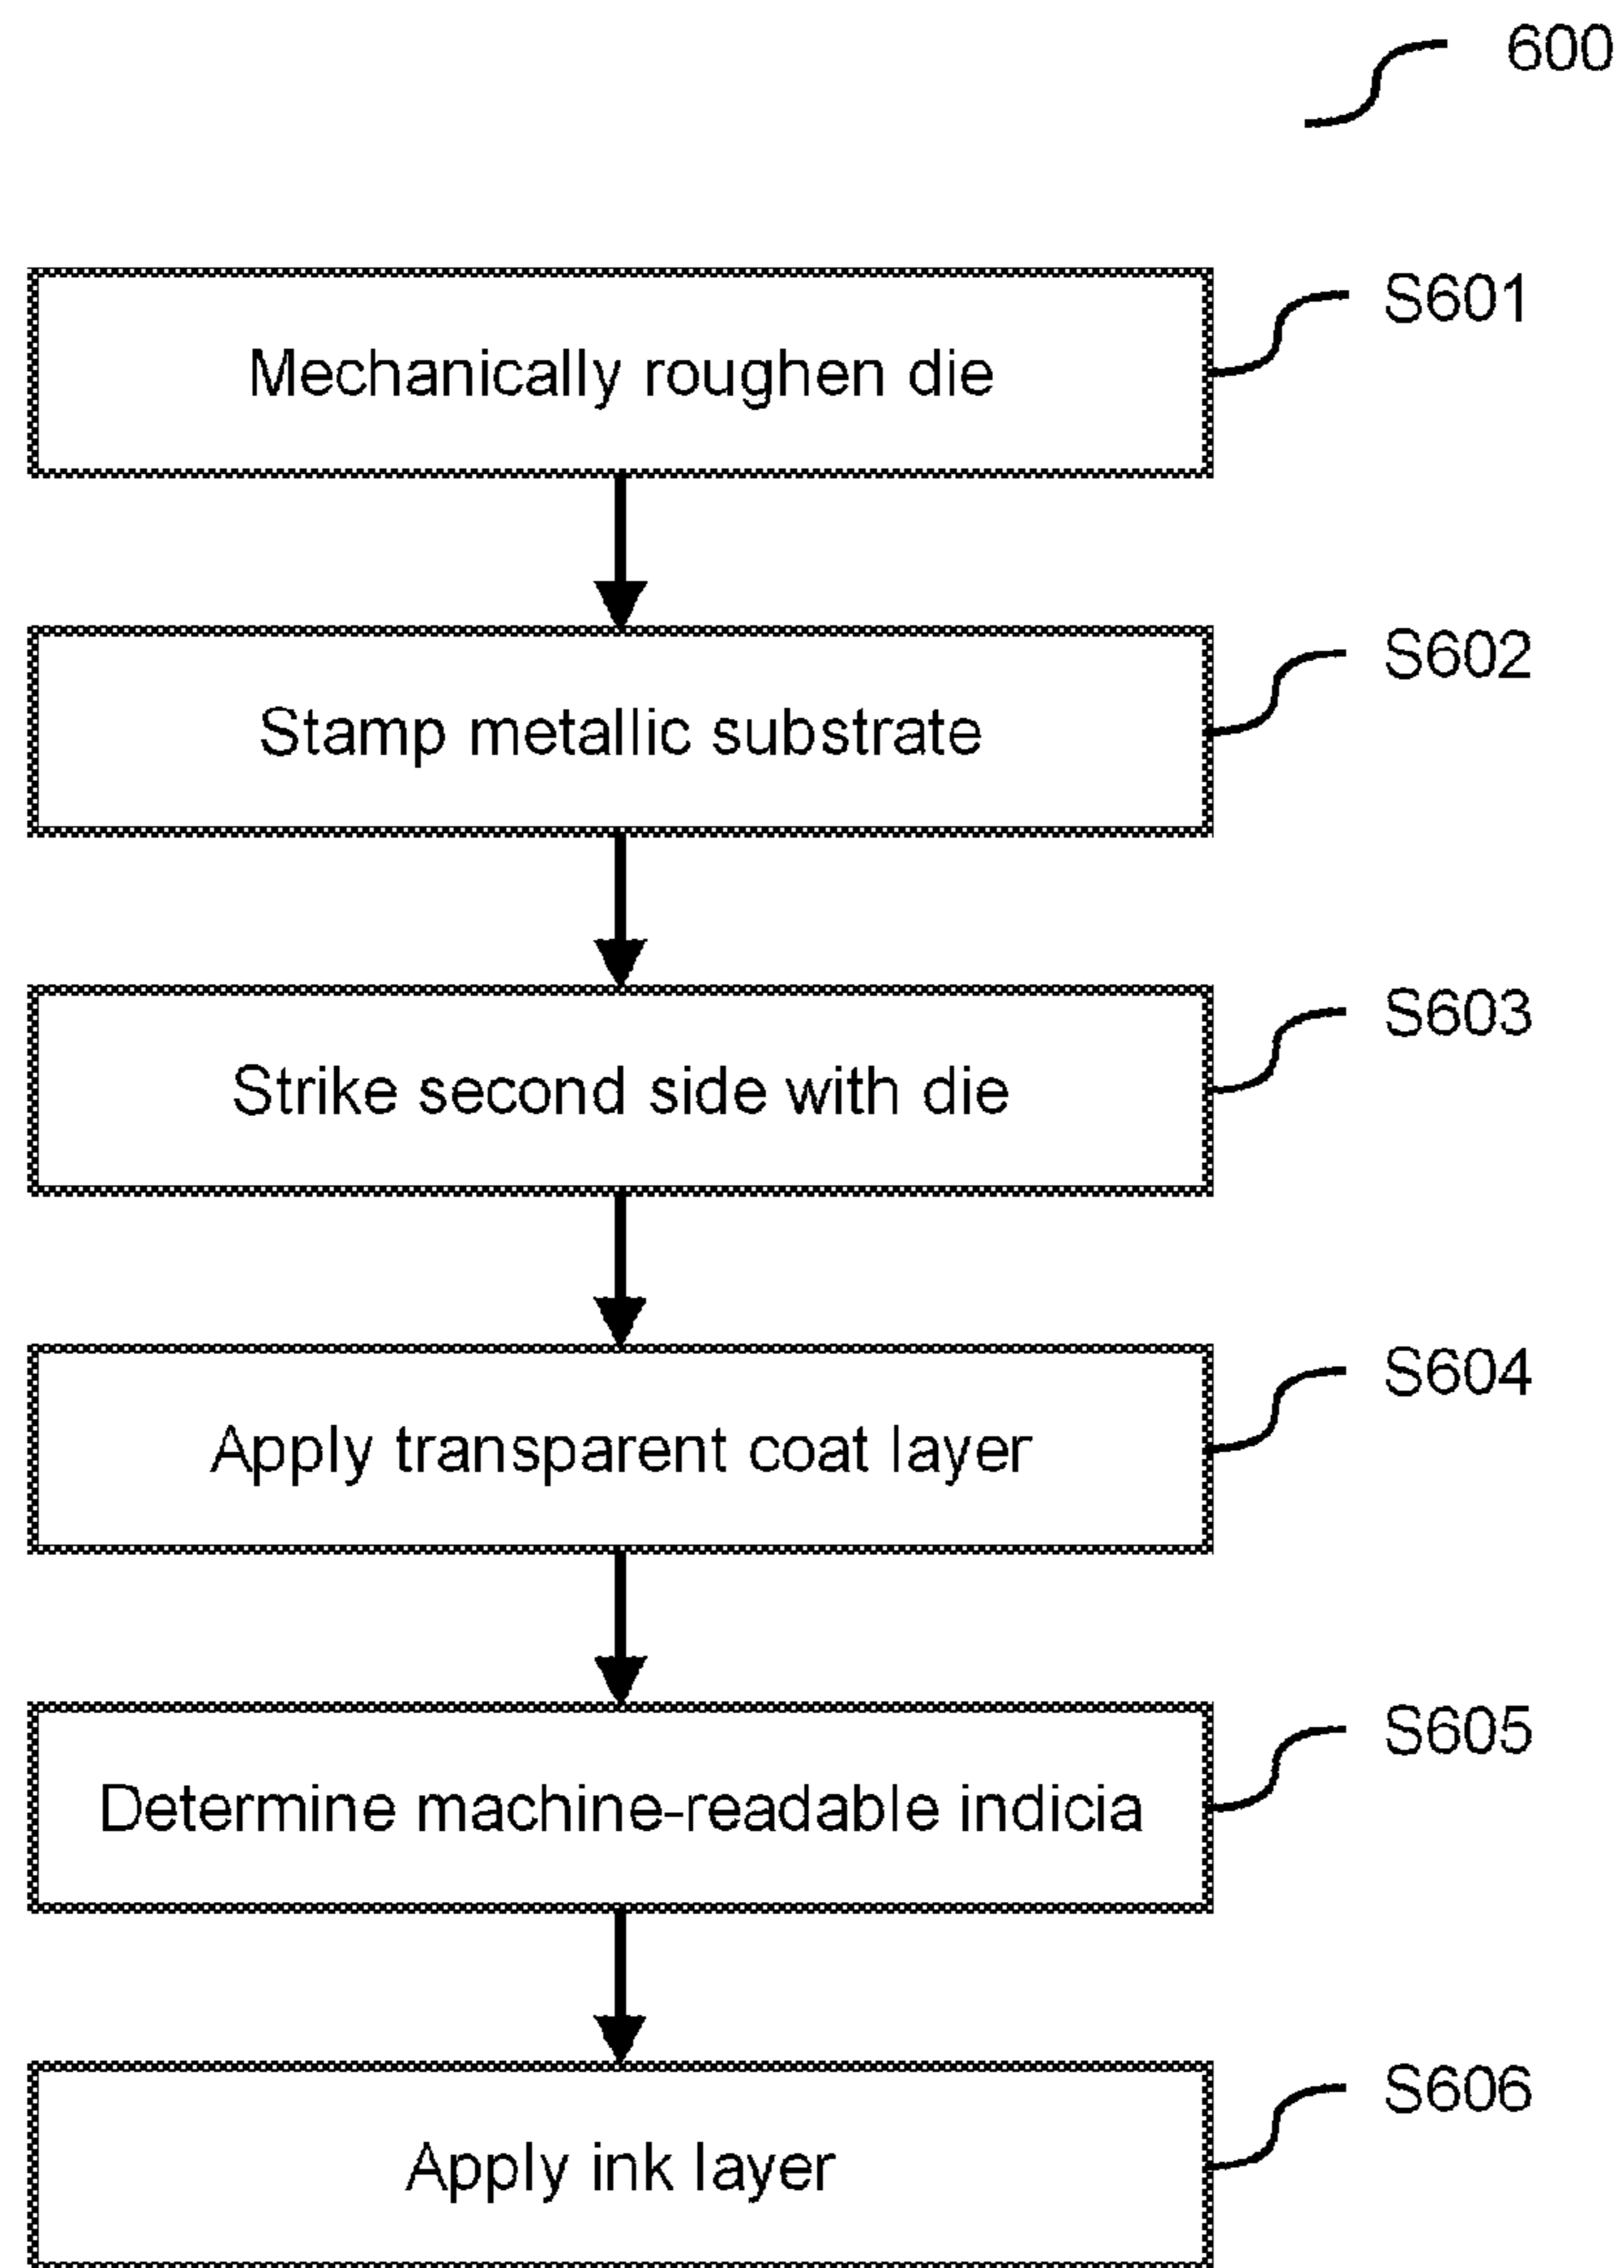 600
Mechanically roughen die
S601
Stamp metallic substrate
S602
Strike second side with die
S603
Apply transparent coat layer
S604
Determine machine-readable indicia
S605
Apply ink layer
S606